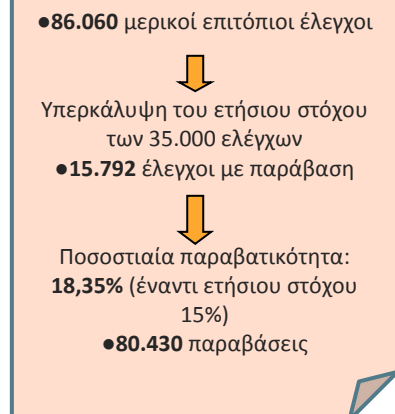 ●86.060 μερικοί επιτόπιοι έλεγχοι
Υπερκάλυψη του ετήσιου στόχου
των 35.000 ελέγχων
●15.792 έλεγχοι με παράβαση
Ποσοστιαία παραβατικότητα:
18,35% (έναντι ετήσιου στόχου
15%)
●80.430 παραβάσεις